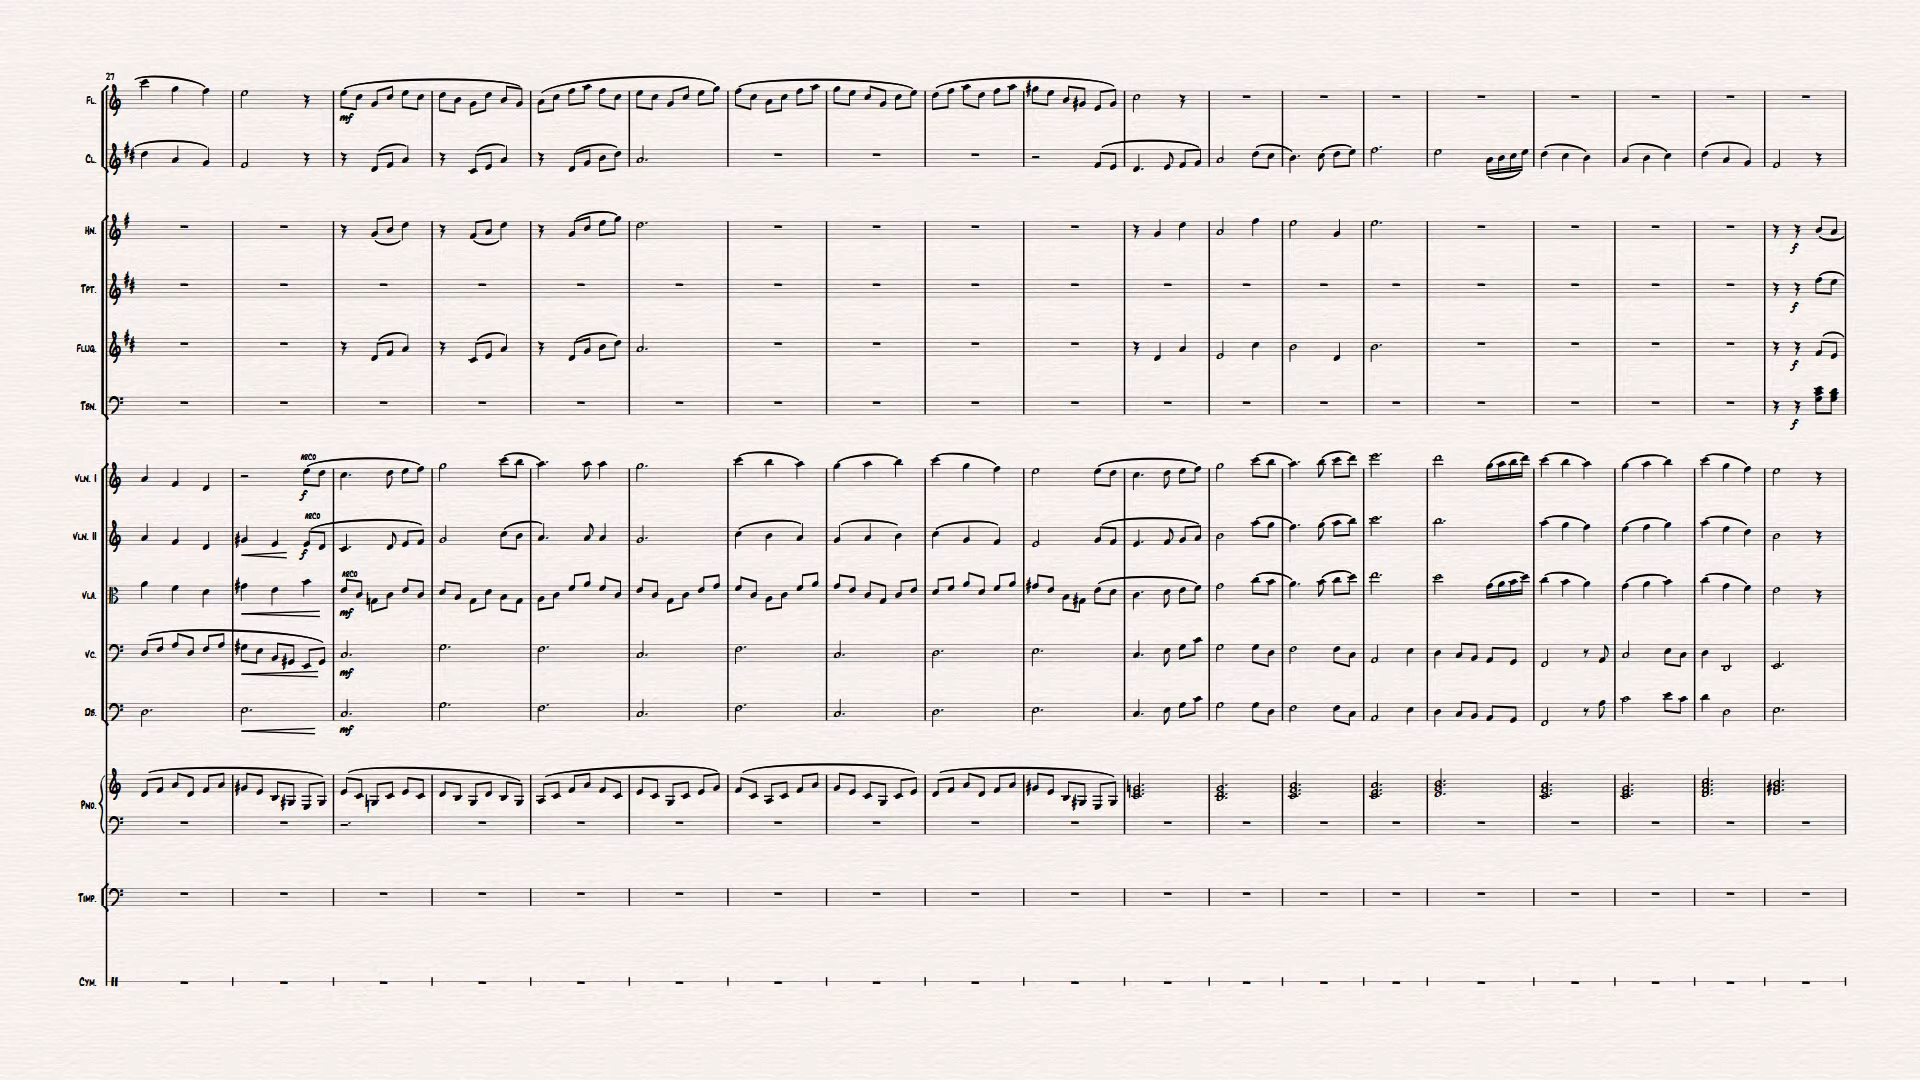 27
Fl.
mf
Cl.
Hn.
f
Tpt.
f
Flug.
f
Tbn.
f
arco
Vln. I
f
arco
Vln. II
f
arco
Vla.
mf
Vc.
mf
Db.
mf
Pno.
Timp.
Cym.